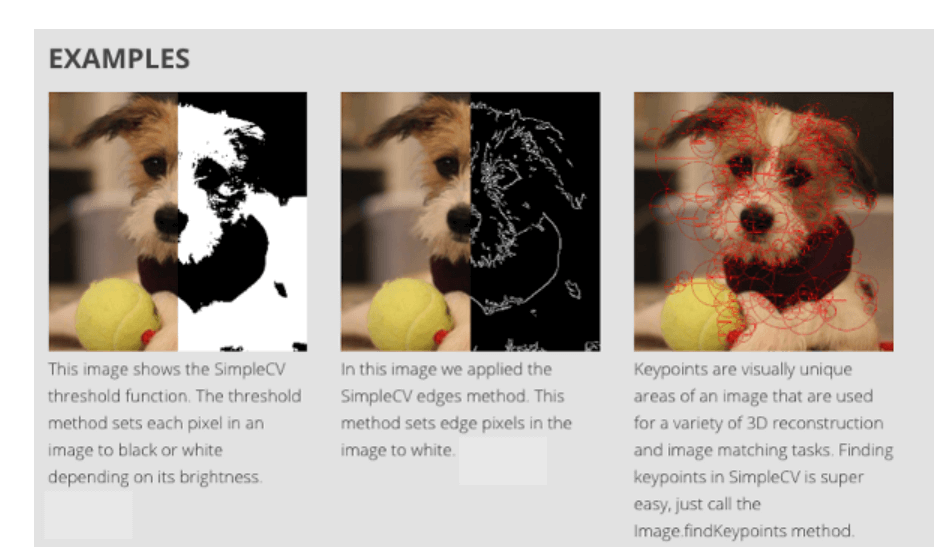 EXAMPLES
This image shows the SimpleCV
threshold function. The threshold
method sets each pixel in an
image to black or white
depending on its brightness.
In this image we applied the
SimpleCV edges method. This
method sets edge pixels in the
image to white.
Keypoints are visually unique
areas of an image that are used
for a variety of 3D reconstruction
and image matching tasks. Finding
keypoints in SimpleCV is super
easy, just call the
Image.findKeypoints method.